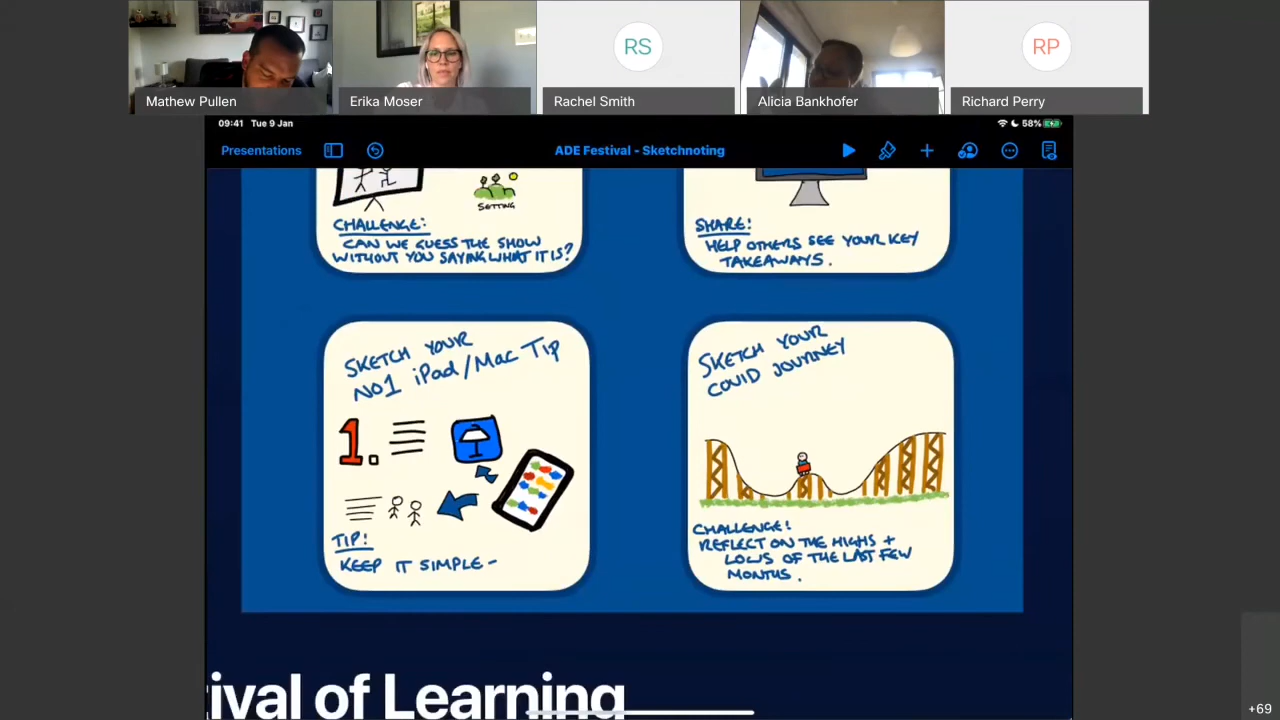 RS
RP
Mathew Pullen
Erika Moser
Rachel Smith
Alicia Bankhofer
Richard Perry
09:41 Tue 9 Jan
58%
Presentations
ADE Festival - Sketchnoting
SETTING
CHALLENGE:
CAN WE GUESS THE SHOW
WITHOUT YOU SAYING WHAT IT IS?
SHARE:
HELP OTHERS SEE YOUR KEY
TAKEAWAYS.
SKETCH YOUR
NO1 iPad/Mac TIP
1.
TIP:
KEEP IT SIMPLE -
SKETCH YOUR
COVID JOURNEY
CHALLENGE!
REFLECT ON THE HIGHS +
LOWS OF THE LAST FEW
MONTHS.
ival of Learning
+69